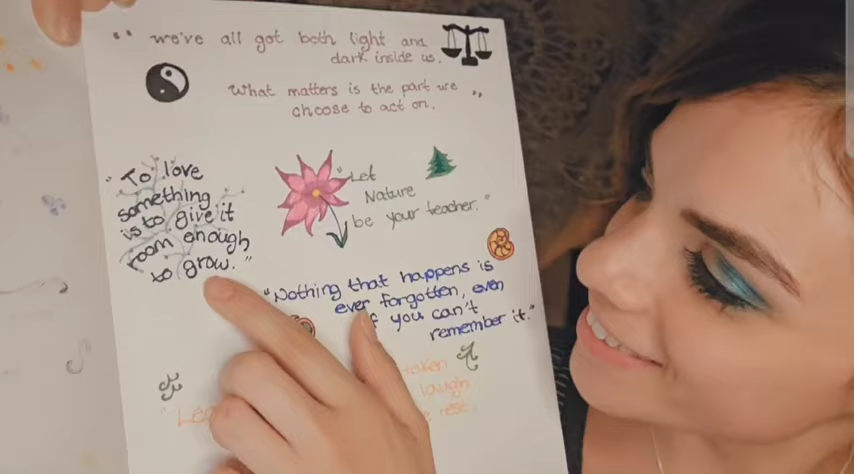 " we've all got both light and
dark inside us.
What matters is the part we "
choose to act on.
" To love
something
is to give it
room enough
to grow. "
"Let
Nature
be your teacher."
"Nothing that happens is
ever forgotten, even
if you can't
remember it."
laugh
rest.